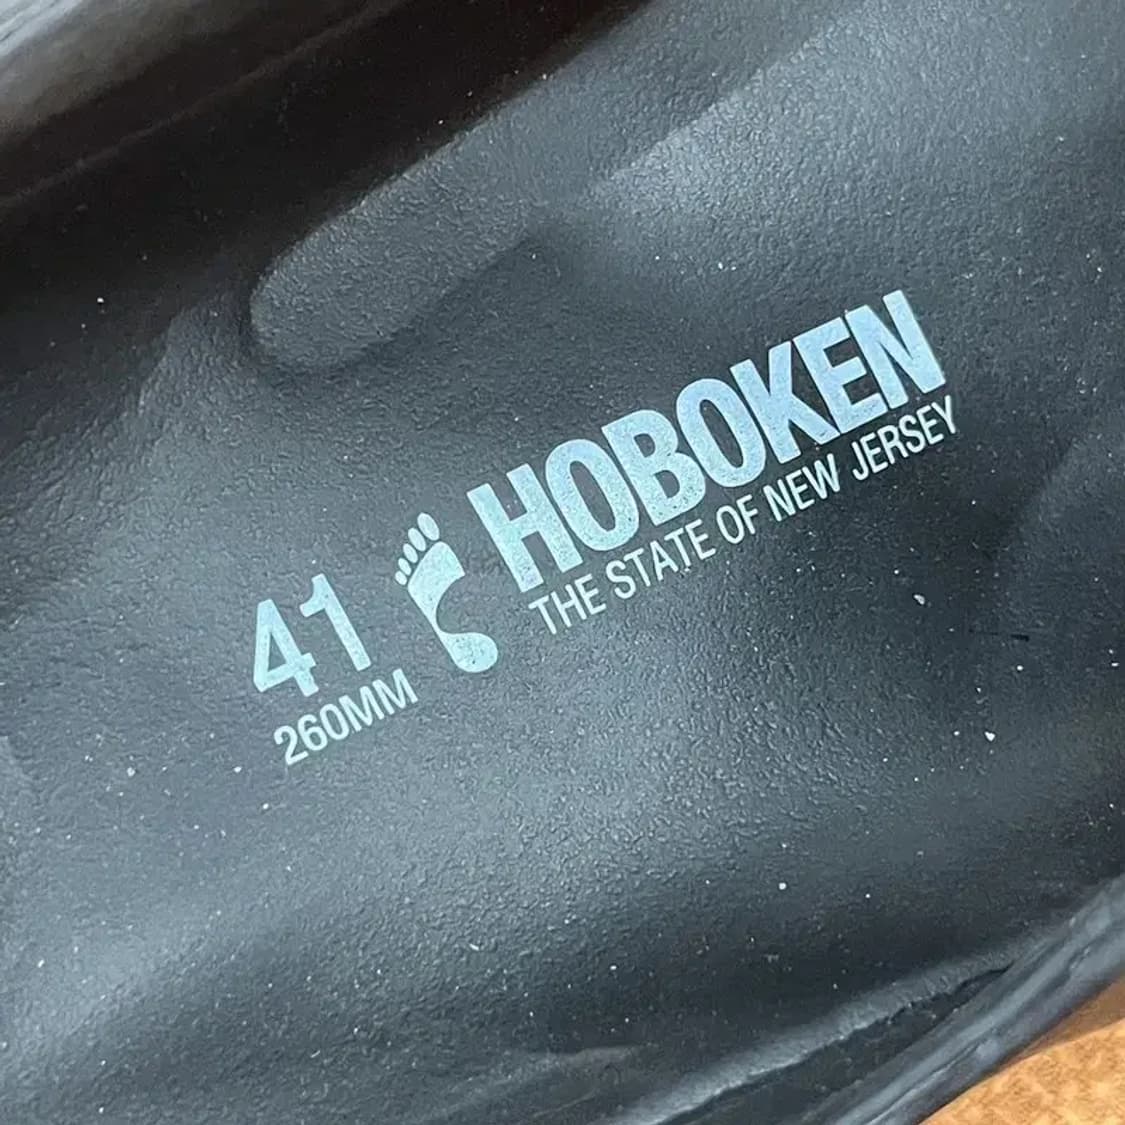 41
260MM
HOBOKEN
THE STATE OF NEW JERSEY